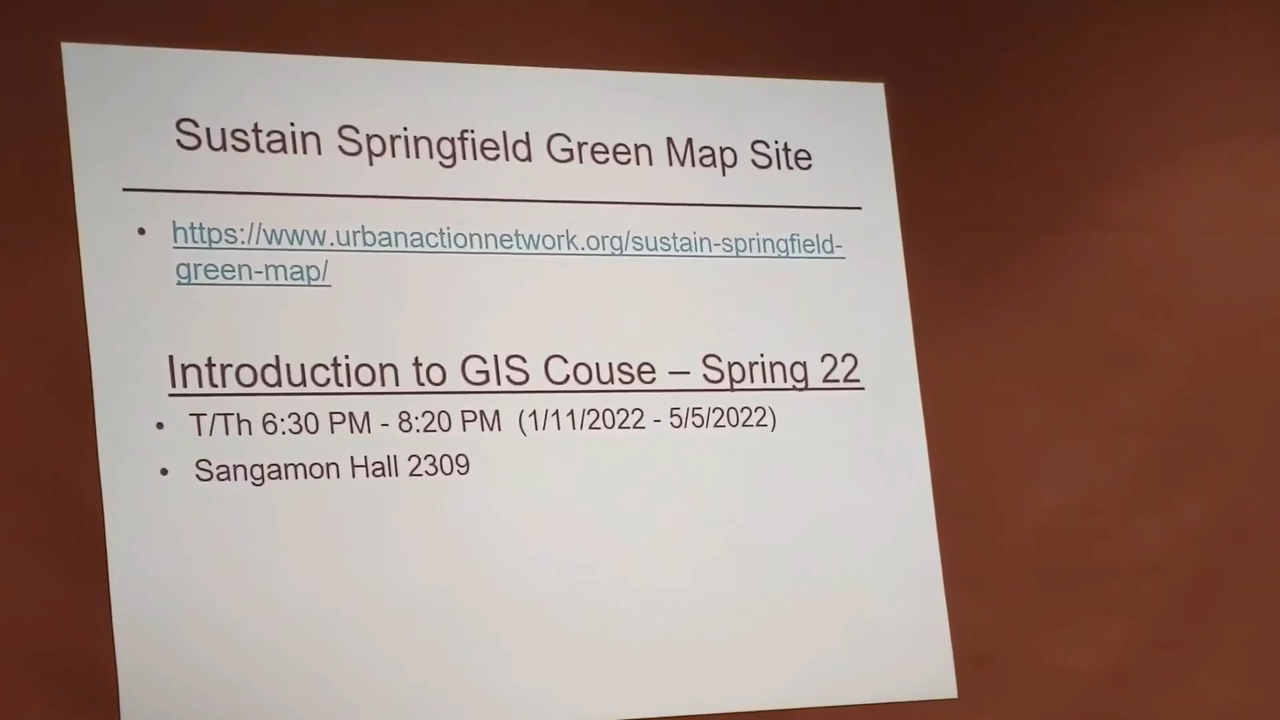 Sustain Springfield Green Map Site
• https://www.urbanactionnetwork.org/sustain-springfield-
green-map/
Introduction to GIS Couse – Spring 22
• T/Th 6:30 PM - 8:20 PM (1/11/2022 - 5/5/2022)
• Sangamon Hall 2309